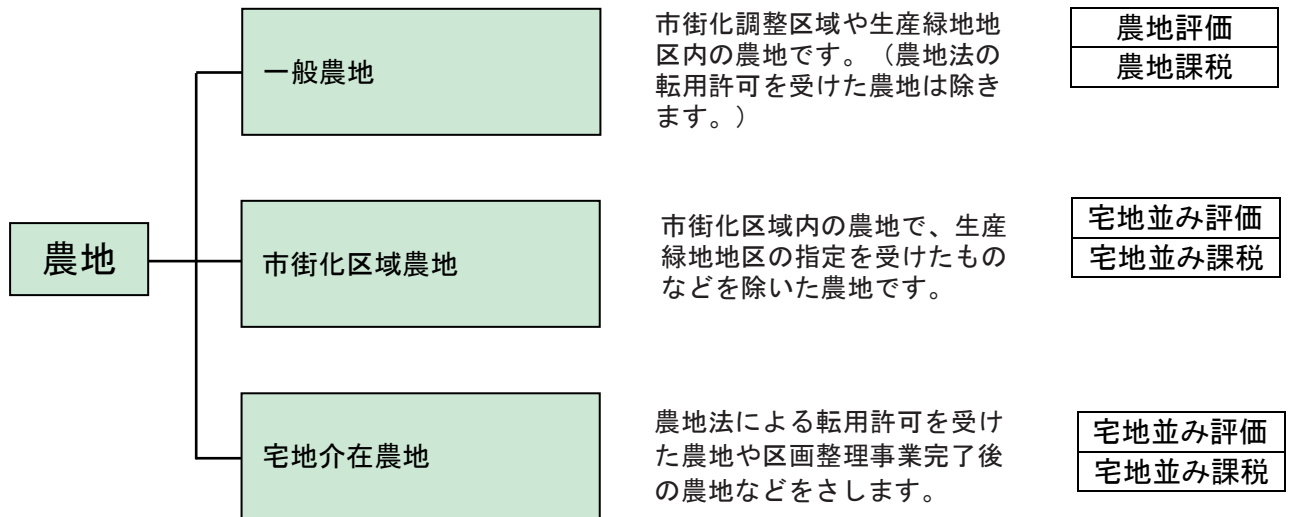 農地
一般農地
市街化調整区域や生産緑地地
区内の農地です。（農地法の
転用許可を受けた農地は除き
ます。）
農地評価
農地課税
市街化区域農地
市街化区域内の農地で、生産
緑地地区の指定を受けたもの
などを除いた農地です。
宅地並み評価
宅地並み課税
宅地介在農地
農地法による転用許可を受け
た農地や区画整理事業完了後
の農地などをさします。
宅地並み評価
宅地並み課税